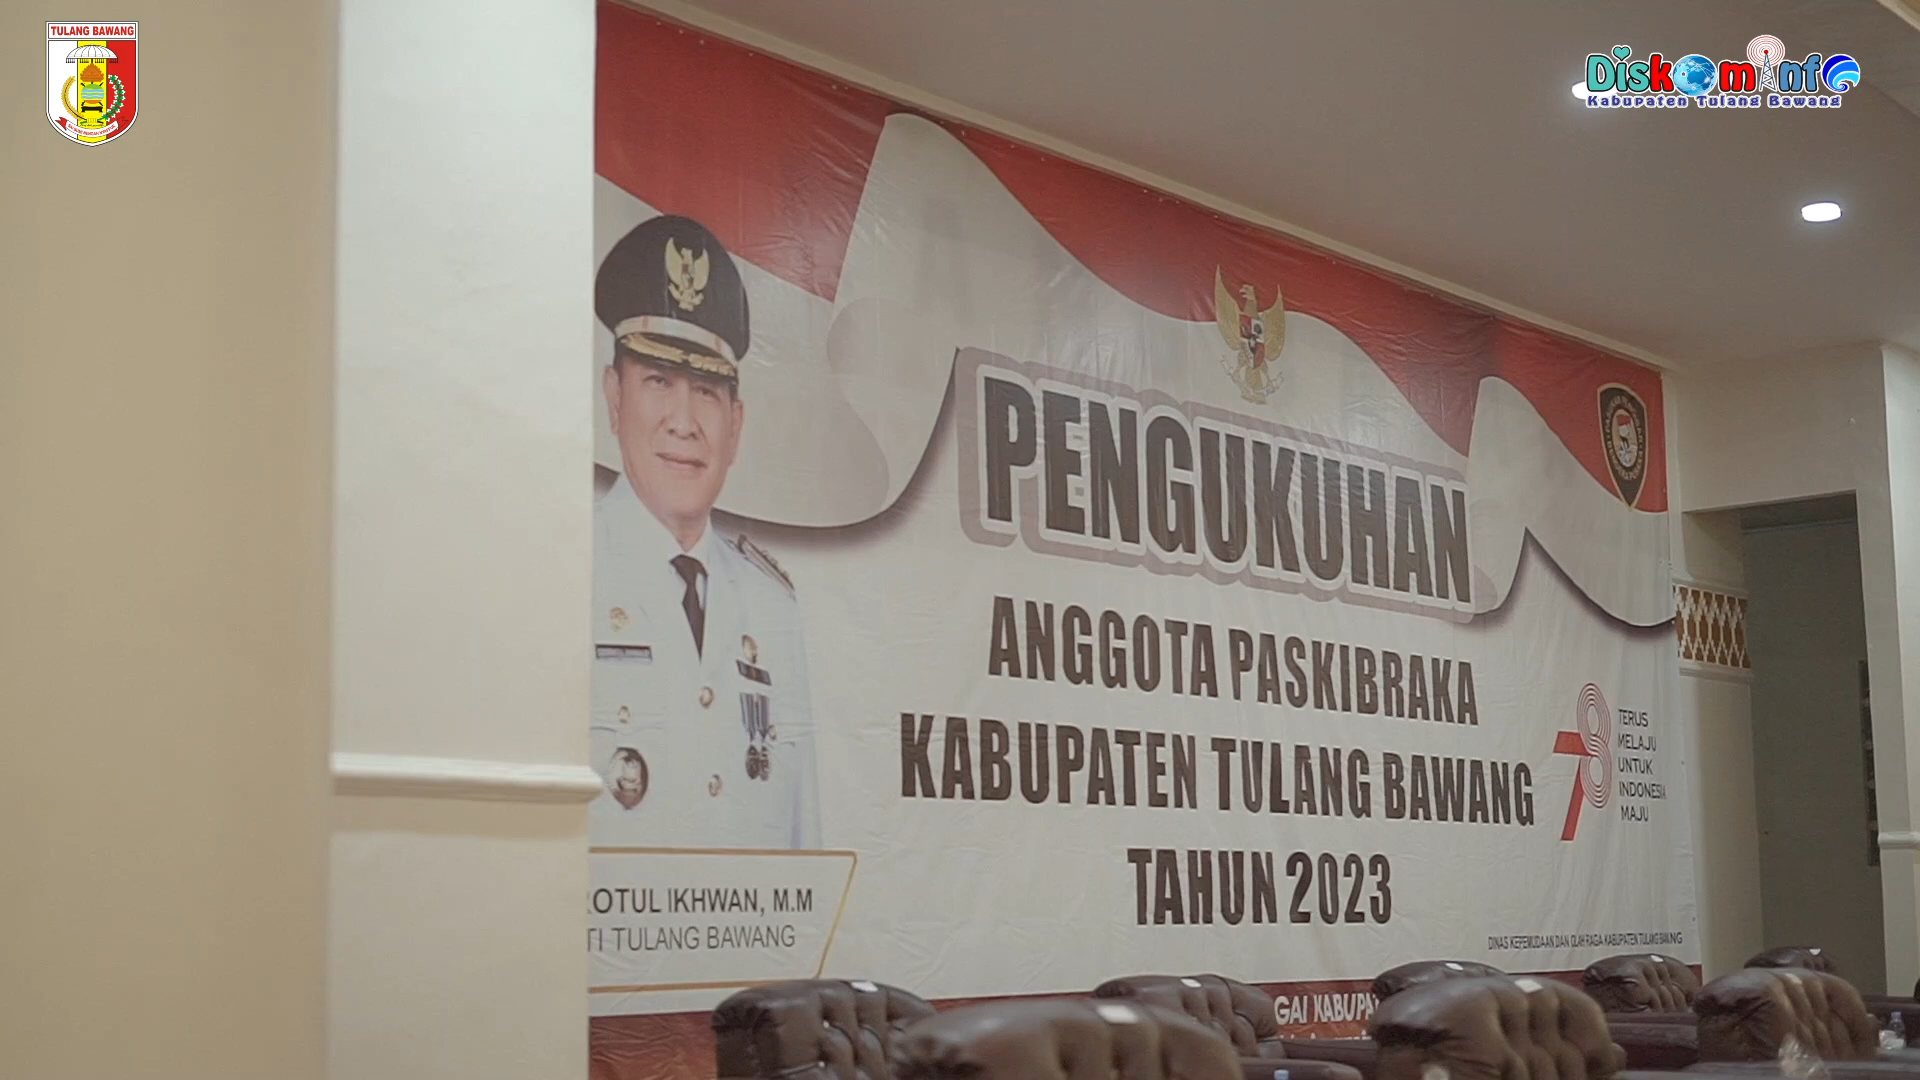 TULANG BAWANG
Diskominfo
Kabupaten Tulang Bawang
PENGUKUHAN
ANGGOTA PASKIBRAKA
KABUPATEN TULANG BAWANG
TAHUN 2023
78
TERUS
MELAJU
UNTUK
INDONESIA
MAJU
ROTUL IKHWAN, M.M
TI TULANG BAWANG
DINAS KEPEMUDAAN DAN OLAH RAGA KABUPATEN TULANG BAWANG
GAI KABUPA